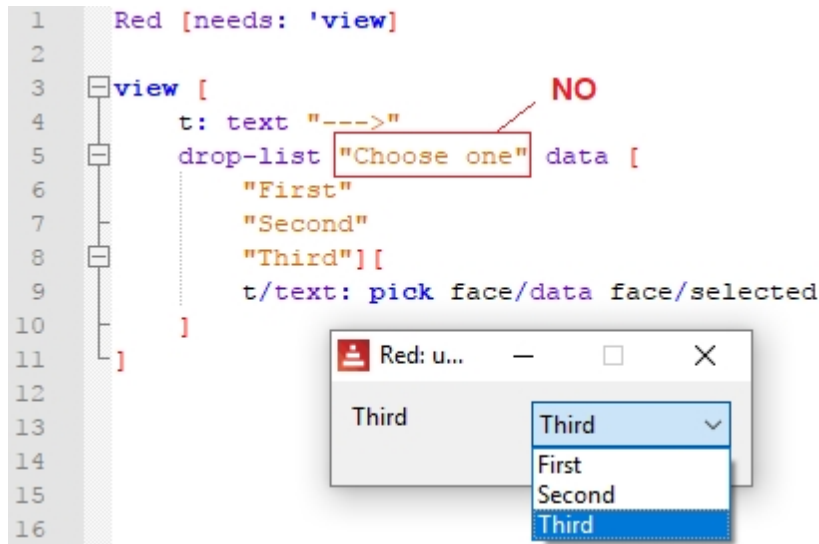 1 Red [needs: 'view]
2
3 view [
4 t: text "--->"
NO
5 drop-list "Choose one" data [
6 "First"
7 "Second"
8 "Third"][
9 t/text: pick face/data face/selected
10 ]
11 ]
12
13
14
15
16
Red: u...
Third
Third
First
Second
Third